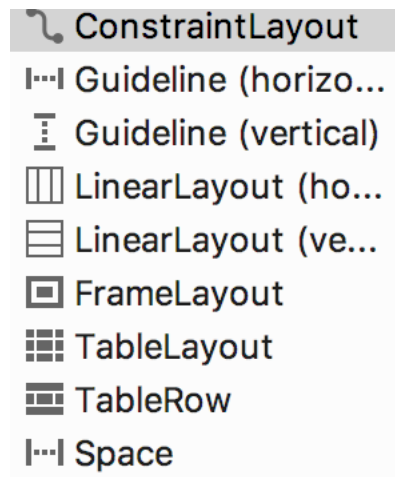 ConstraintLayout
Guideline (horizo...
Guideline (vertical)
LinearLayout (ho...
LinearLayout (ve...
FrameLayout
TableLayout
TableRow
Space